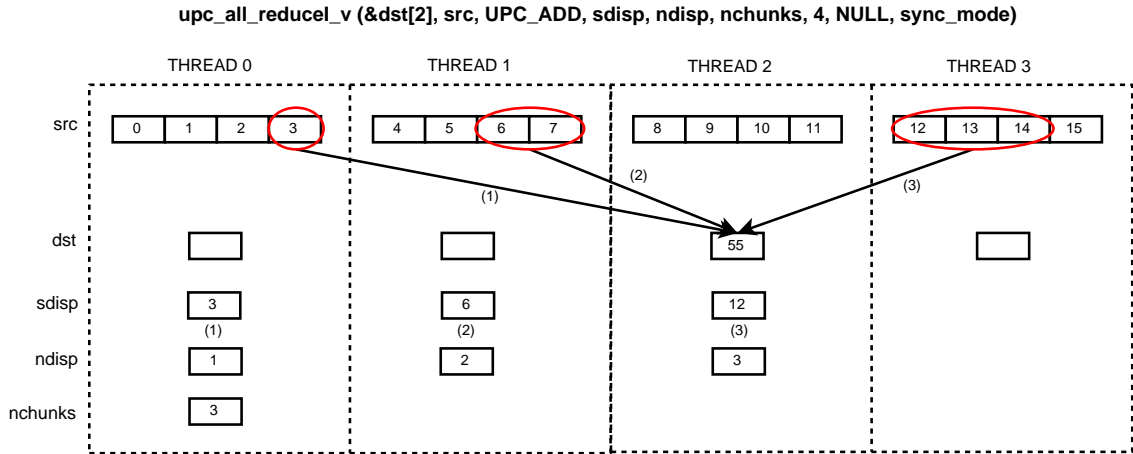 upc_all_reducel_v (&dst[2], src, UPC_ADD, sdisp, ndisp, nchunks, 4, NULL, sync_mode)
THREAD 0 THREAD 1 THREAD 2 THREAD 3
src 0 1 2 3 4 5 6 7 8 9 10 11 12 13 14 15
(1) (2) (3)
dst 55
sdisp 3 6 12
(1) (2) (3)
ndisp 1 2 3
nchunks 3